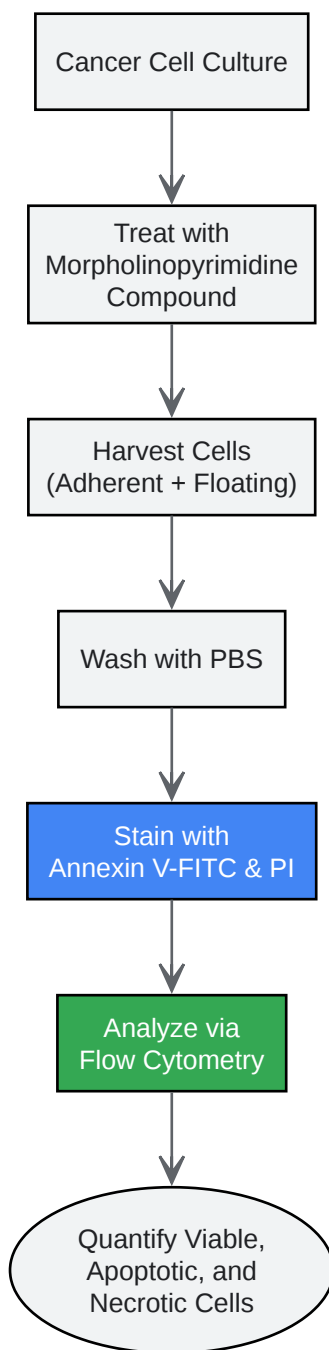 Cancer Cell Culture
Treat with
Morpholinopyrimidine
Compound
Harvest Cells
(Adherent + Floating)
Wash with PBS
Stain with
Annexin V-FITC & PI
Analyze via
Flow Cytometry
Quantify Viable,
Apoptotic, and
Necrotic Cells